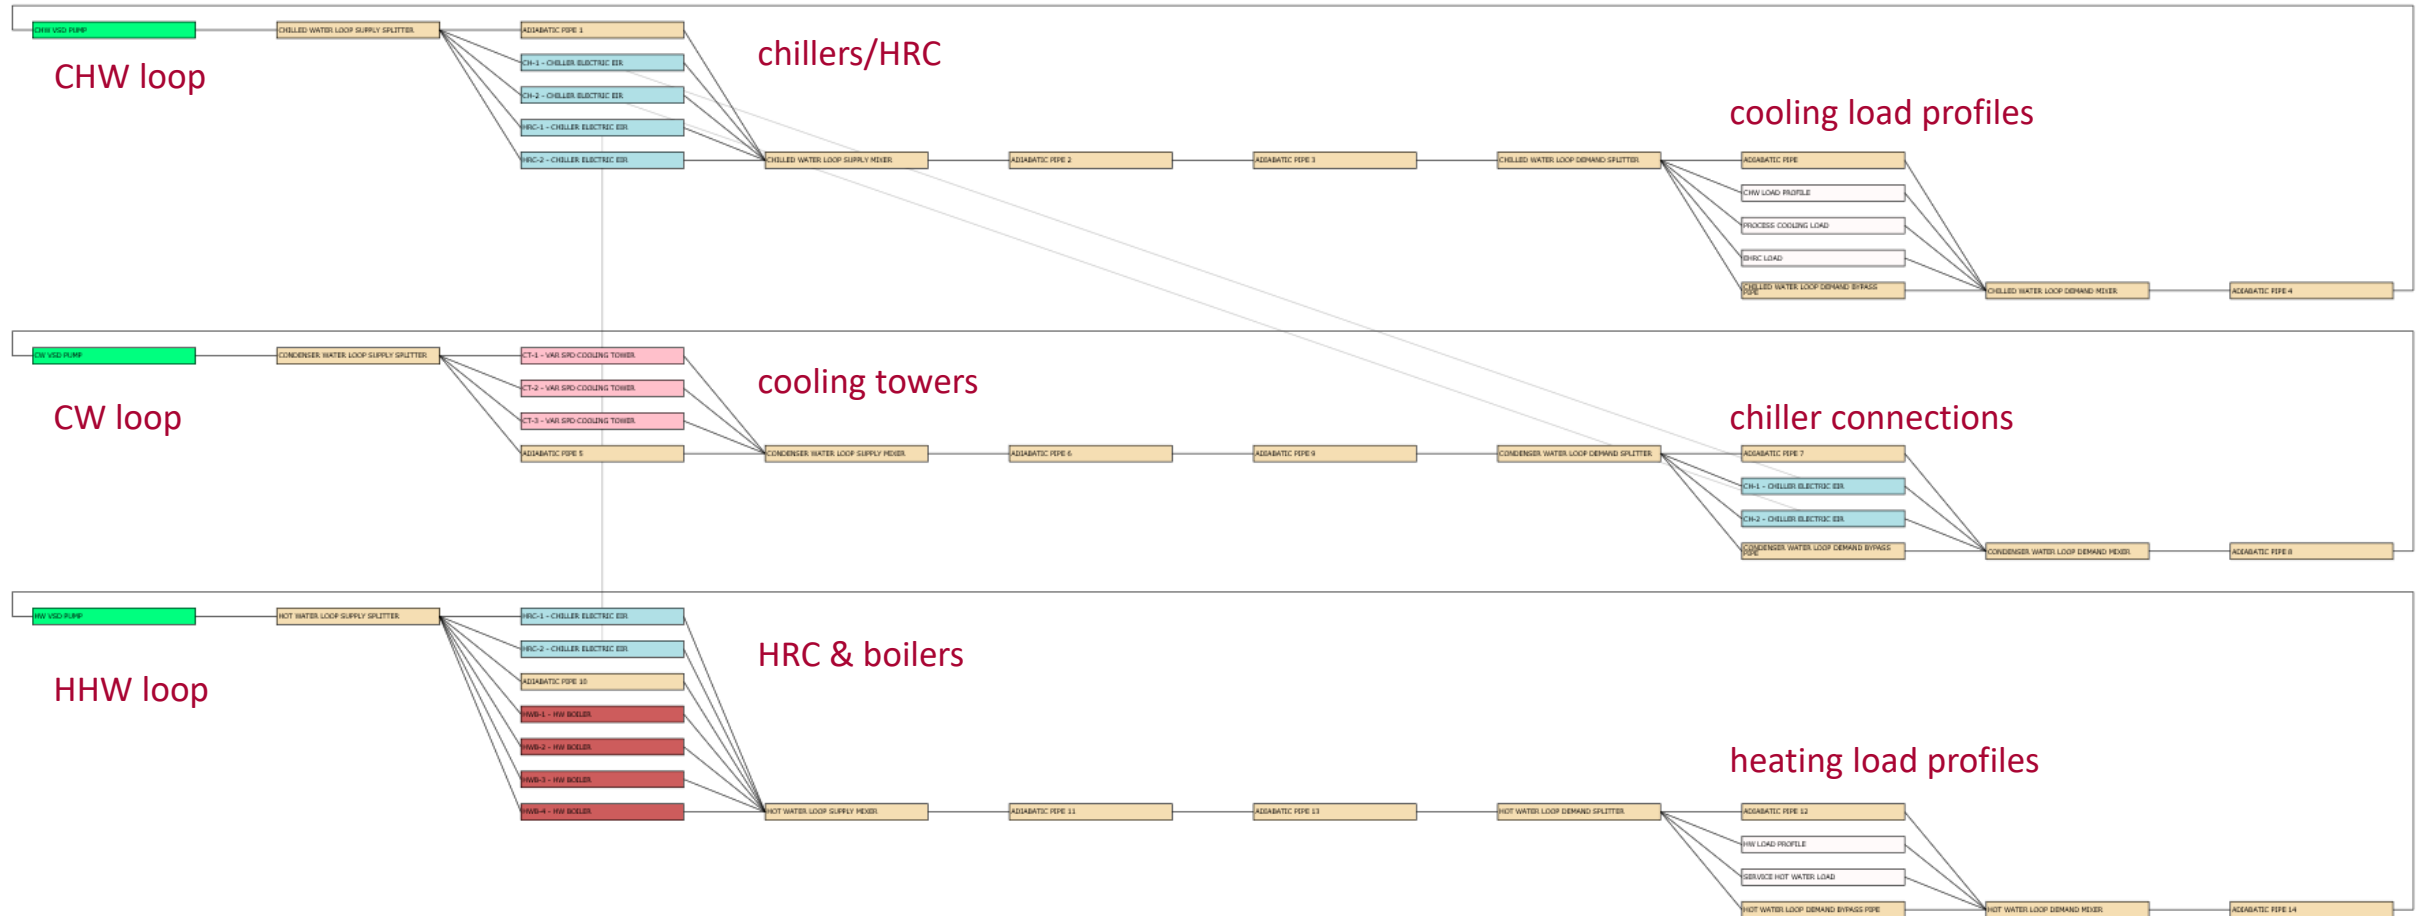 CHW VSD PUMP
CHILLED WATER LOOP SUPPLY SPLITTER
ADIABATIC PIPE 1
CH-1 - CHILLER ELECTRIC EIR
CH-2 - CHILLER ELECTRIC EIR
HRC-1 - CHILLER ELECTRIC EIR
HRC-2 - CHILLER ELECTRIC EIR
CHW loop
chillers/HRC
CHILLED WATER LOOP SUPPLY MIXER
ADIABATIC PIPE 2
ADIABATIC PIPE 3
CHILLED WATER LOOP DEMAND SPLITTER
cooling load profiles
ADIABATIC PIPE
CHW LOAD PROFILE
PROCESS COOLING LOAD
EHRC LOAD
CHILLED WATER LOOP DEMAND BYPASS
PIPE
CHILLED WATER LOOP DEMAND MIXER
ADIABATIC PIPE 4
CW VSD PUMP
CONDENSER WATER LOOP SUPPLY SPLITTER
CT-1 - VAR SPD COOLING TOWER
CT-2 - VAR SPD COOLING TOWER
CT-3 - VAR SPD COOLING TOWER
ADIABATIC PIPE 5
CW loop
cooling towers
CONDENSER WATER LOOP SUPPLY MIXER
ADIABATIC PIPE 6
ADIABATIC PIPE 9
CONDENSER WATER LOOP DEMAND SPLITTER
chiller connections
ADIABATIC PIPE 7
CH-1 - CHILLER ELECTRIC EIR
CH-2 - CHILLER ELECTRIC EIR
CONDENSER WATER LOOP DEMAND BYPASS
PIPE
CONDENSER WATER LOOP DEMAND MIXER
ADIABATIC PIPE 8
HW VSD PUMP
HOT WATER LOOP SUPPLY SPLITTER
HRC-1 - CHILLER ELECTRIC EIR
HRC-2 - CHILLER ELECTRIC EIR
ADIABATIC PIPE 10
HWB-1 - HW BOILER
HWB-2 - HW BOILER
HWB-3 - HW BOILER
HWB-4 - HW BOILER
HHW loop
HRC & boilers
HOT WATER LOOP SUPPLY MIXER
ADIABATIC PIPE 11
ADIABATIC PIPE 13
HOT WATER LOOP DEMAND SPLITTER
heating load profiles
ADIABATIC PIPE 12
HW LOAD PROFILE
SERVICE HOT WATER LOAD
HOT WATER LOOP DEMAND BYPASS PIPE
HOT WATER LOOP DEMAND MIXER
ADIABATIC PIPE 14